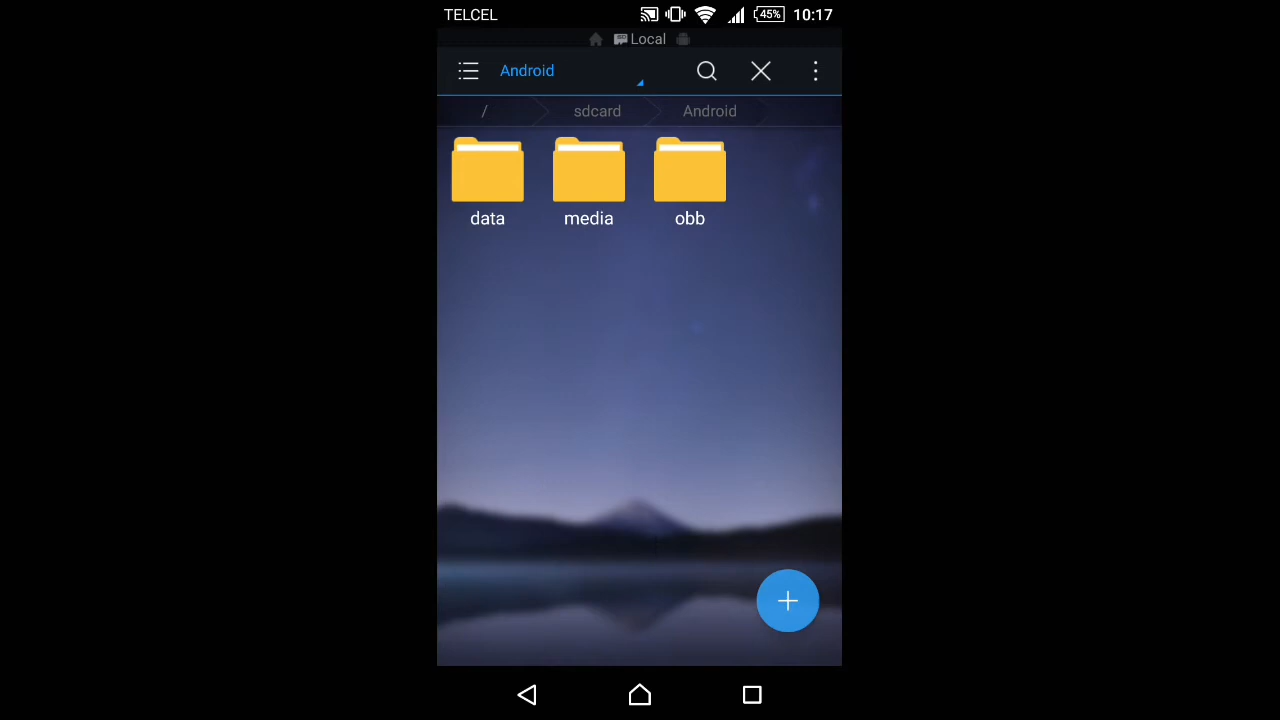 TELCEL 45% 10:17
Local
Android
/ sdcard Android
data media obb